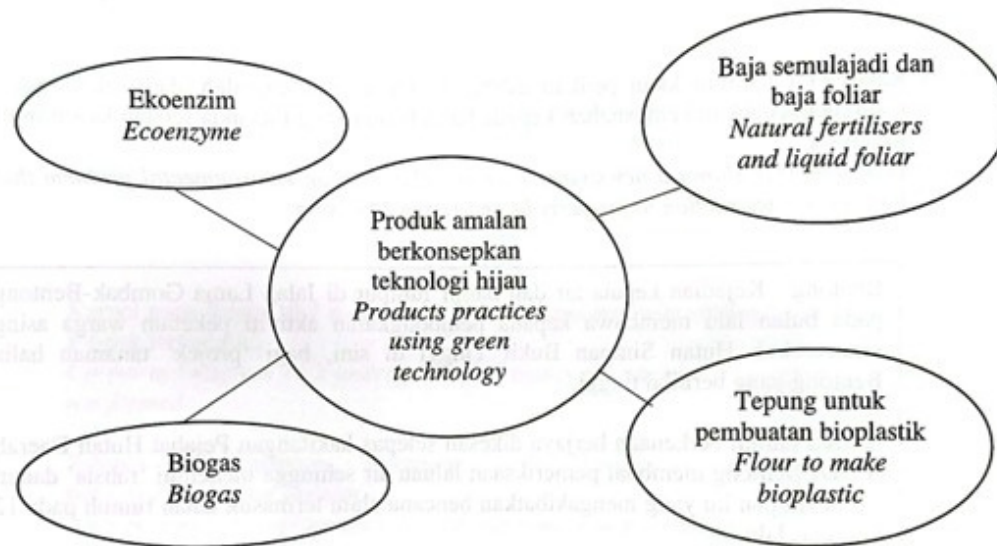 Ekoenzim
Ecoenzyme
Baja semulajadi dan
baja foliar
Natural fertilisers
and liquid foliar
Produk amalan
berkonsepkan
teknologi hijau
Products practices
using green
technology
Biogas
Biogas
Tepung untuk
pembuatan bioplastik
Flour to make
bioplastic